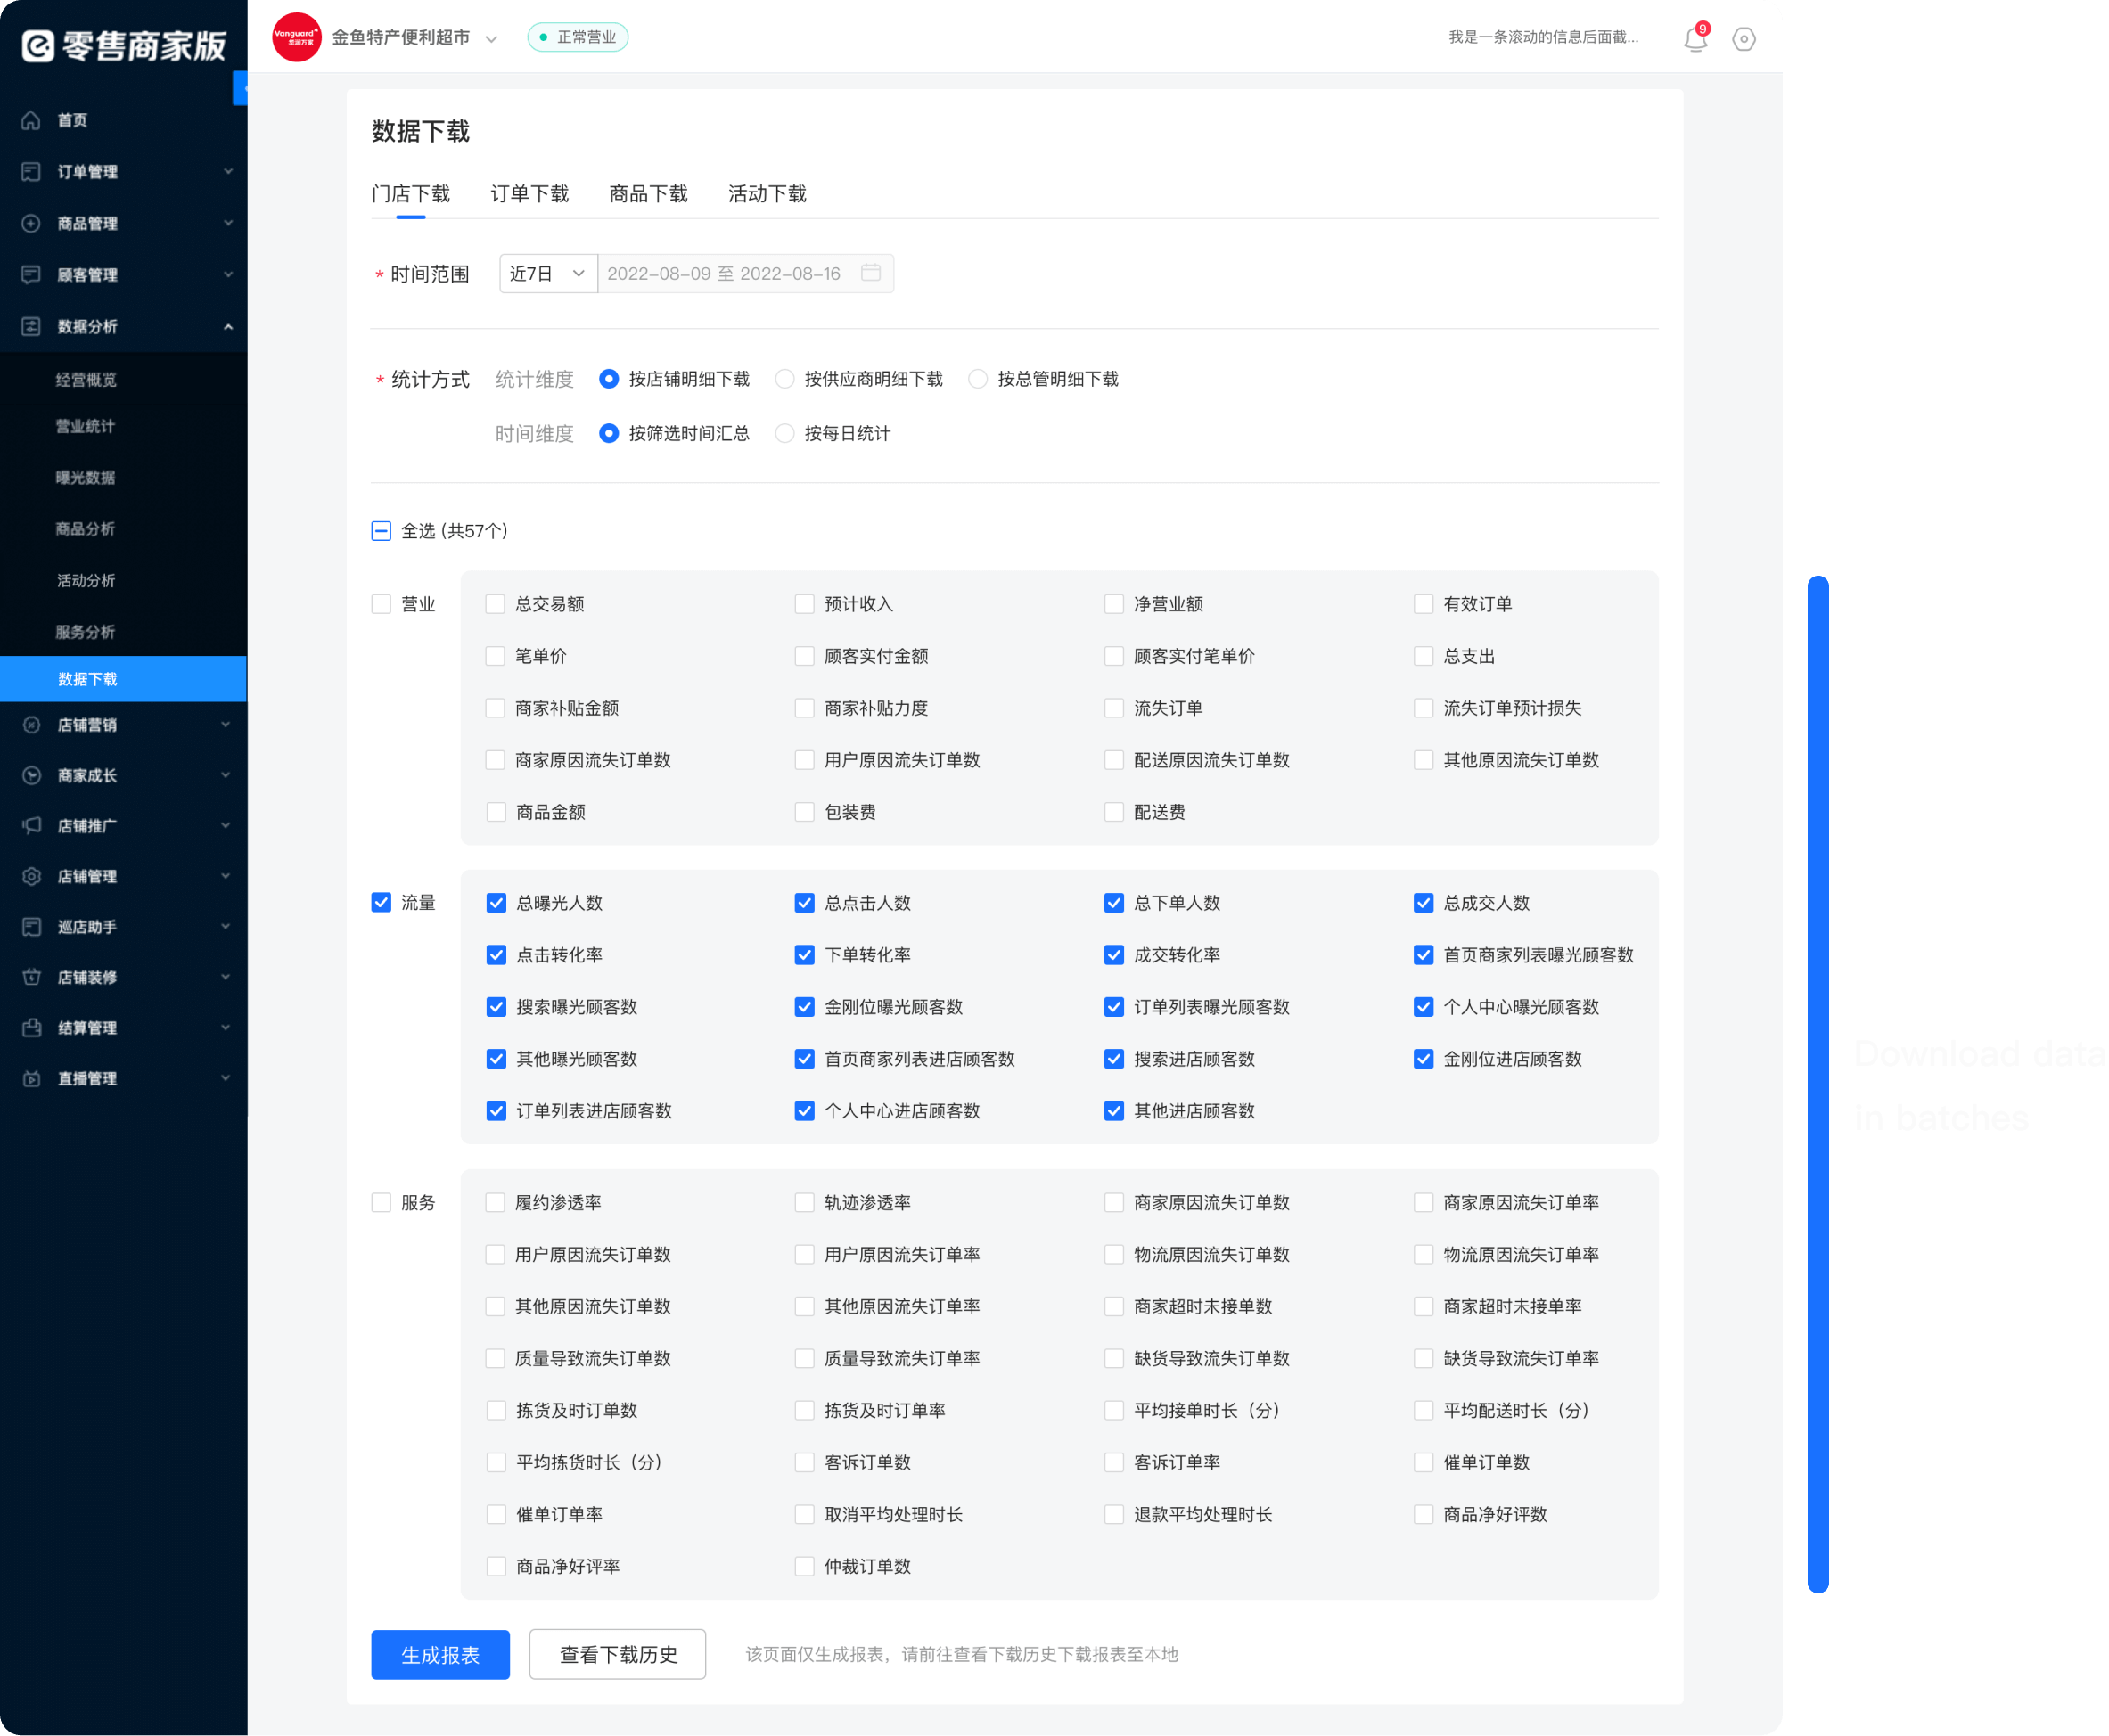 零售商家版
首页
订单管理
商品管理
顾客管理
数据分析
经营概览
营业统计
曝光数据
商品分析
活动分析
服务分析
数据下载
店铺营销
商家成长
店铺推广
店铺管理
巡店助手
店铺装修
结算管理
直播管理
Vanguard
华润万家
金鱼特产便利超市
正常营业
我是一条滚动的信息后面截...
9
数据下载
门店下载 订单下载 商品下载 活动下载
* 时间范围 近7日 2022-08-09 至 2022-08-16
* 统计方式 统计维度 按店铺明细下载 按供应商明细下载 按总管明细下载
时间维度 按筛选时间汇总 按每日统计
全选 (共57个)
营业 总交易额 预计收入 净营业额 有效订单
笔单价 顾客实付金额 顾客实付笔单价 总支出
商家补贴金额 商家补贴力度 流失订单 流失订单预计损失
商家原因流失订单数 用户原因流失订单数 配送原因流失订单数 其他原因流失订单数
商品金额 包装费 配送费
流量 总曝光人数 总点击人数 总下单人数 总成交人数
点击转化率 下单转化率 成交转化率 首页商家列表曝光顾客数
搜索曝光顾客数 金刚位曝光顾客数 订单列表曝光顾客数 个人中心曝光顾客数
其他曝光顾客数 首页商家列表进店顾客数 搜索进店顾客数 金刚位进店顾客数
订单列表进店顾客数 个人中心进店顾客数 其他进店顾客数
服务 履约渗透率 轨迹渗透率 商家原因流失订单数 商家原因流失订单率
用户原因流失订单数 用户原因流失订单率 物流原因流失订单数 物流原因流失订单率
其他原因流失订单数 其他原因流失订单率 商家超时未接单数 商家超时未接单率
质量导致流失订单数 质量导致流失订单率 缺货导致流失订单数 缺货导致流失订单率
拣货及时订单数 拣货及时订单率 平均接单时长（分） 平均配送时长（分）
平均拣货时长（分） 客诉订单数 客诉订单率 催单订单数
催单订单率 取消平均处理时长 退款平均处理时长 商品净好评数
商品净好评率 仲裁订单数
生成报表 查看下载历史 该页面仅生成报表，请前往查看下载历史下载报表至本地
Download data
in batches